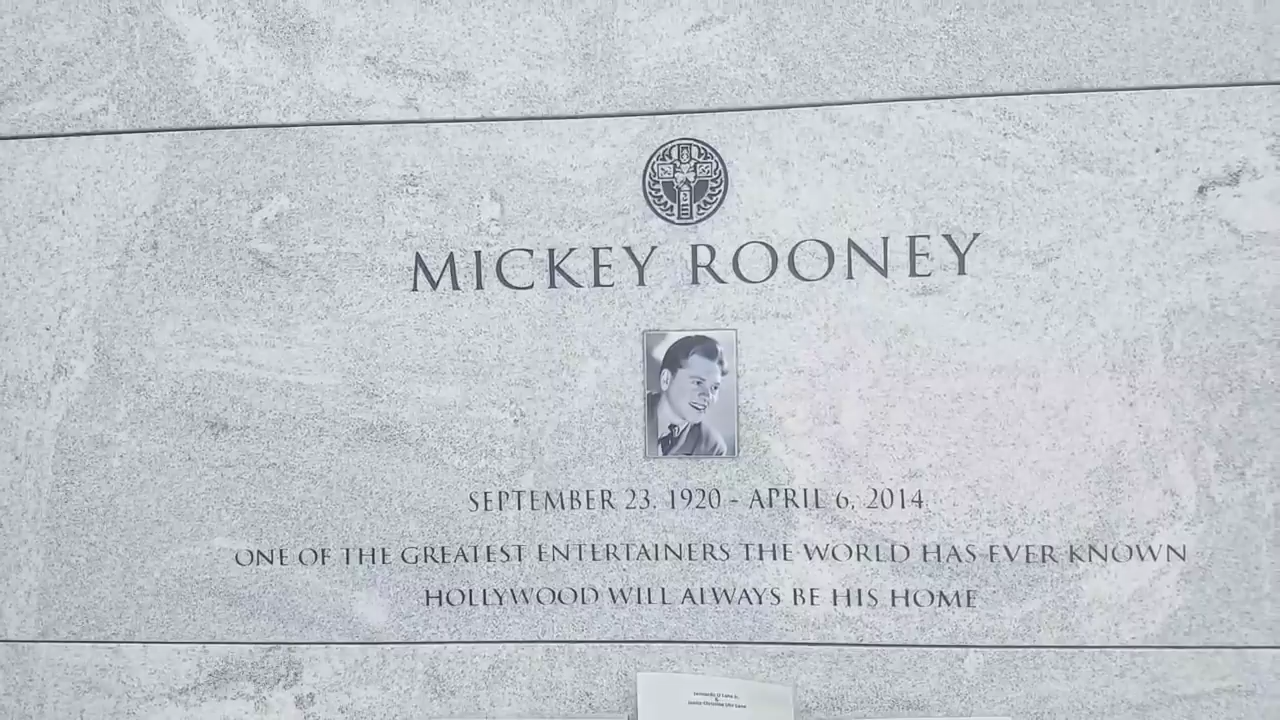 MICKEY ROONEY
SEPTEMBER 23, 1920 - APRIL 6, 2014
ONE OF THE GREATEST ENTERTAINERS THE WORLD HAS EVER KNOWN
HOLLYWOOD WILL ALWAYS BE HIS HOME
&